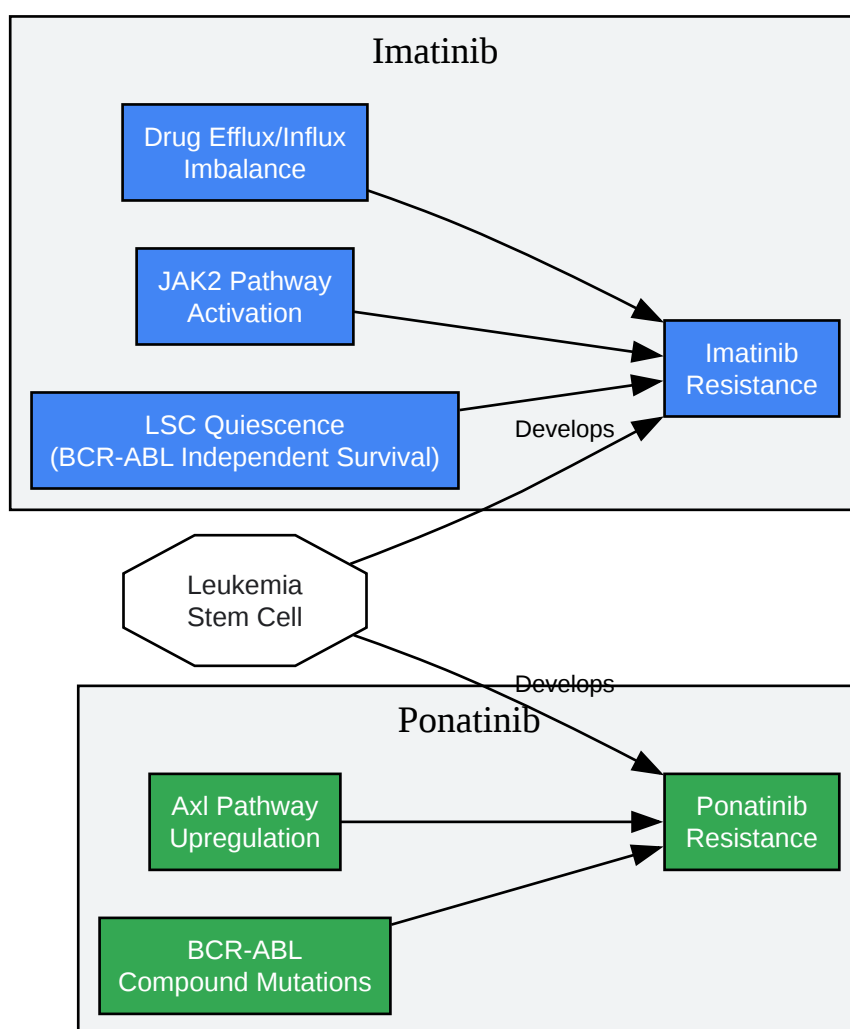 Imatinib
Drug Efflux/Influx
Imbalance
JAK2 Pathway
Activation
Imatinib
Resistance
LSC Quiescence
(BCR-ABL Independent Survival)
Develops
Leukemia
Stem Cell
Develops
Ponatinib
Axl Pathway
Upregulation
Ponatinib
Resistance
BCR-ABL
Compound Mutations